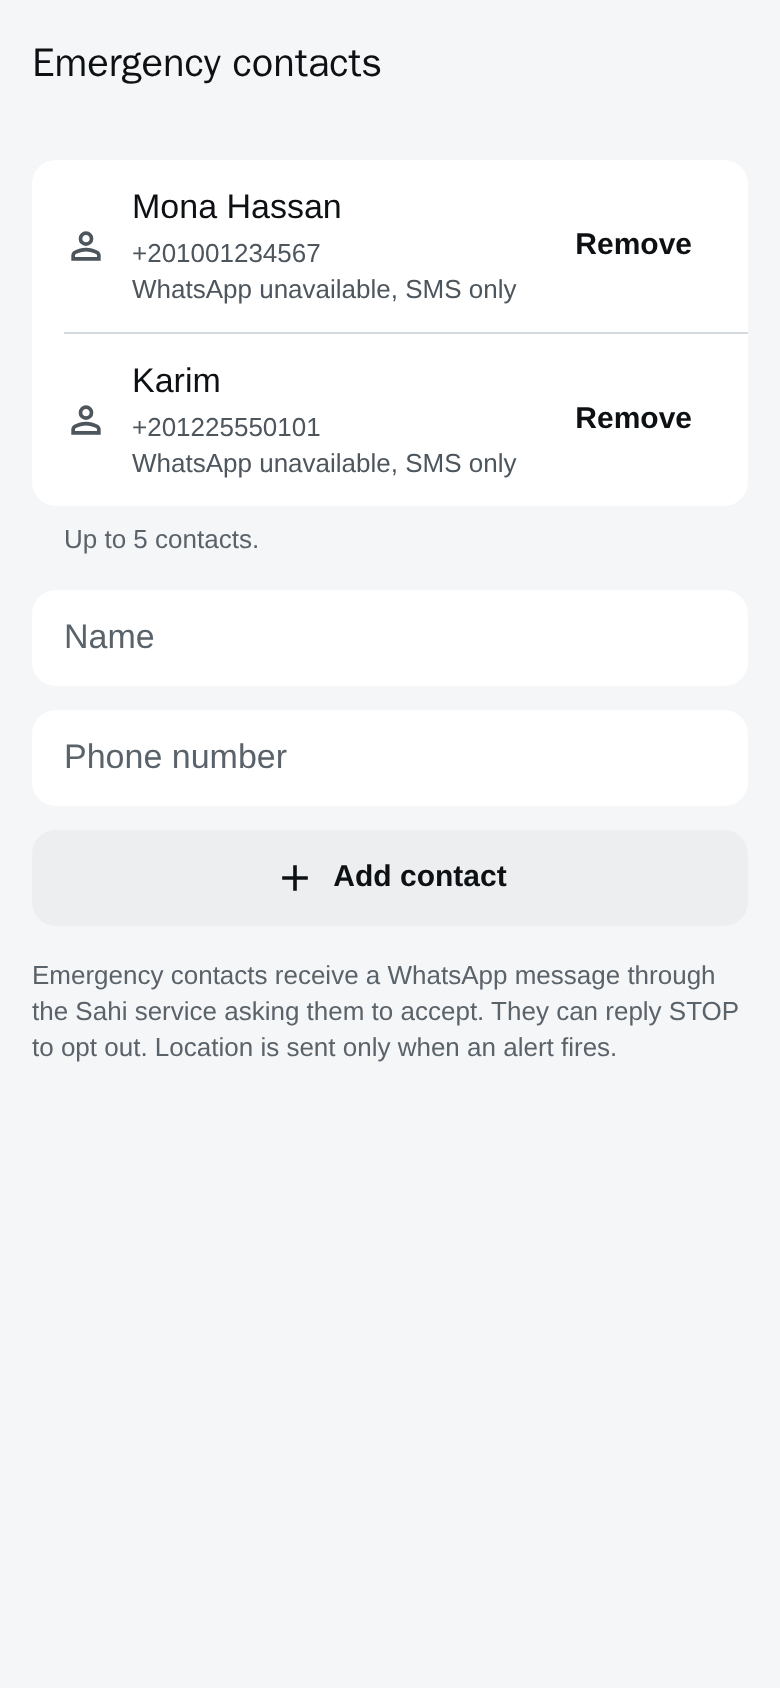 Emergency contacts
Mona Hassan
+201001234567
WhatsApp unavailable, SMS only
Remove
Karim
+201225550101
WhatsApp unavailable, SMS only
Remove
Up to 5 contacts.
Name
Phone number
Add contact
Emergency contacts receive a WhatsApp message through
the Sahi service asking them to accept. They can reply STOP
to opt out. Location is sent only when an alert fires.